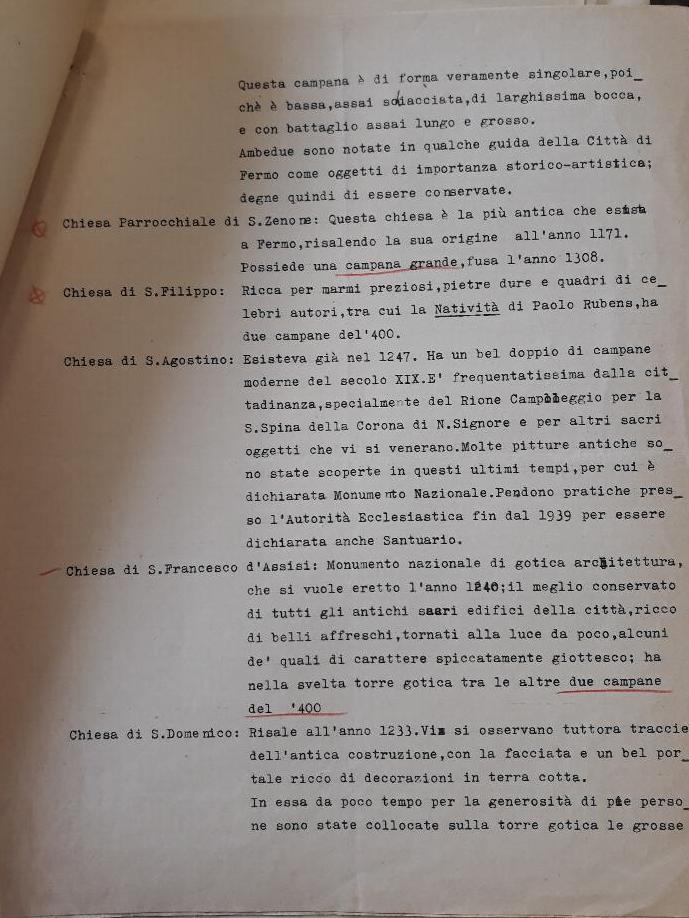 Questa campana è di forma veramente singolare,poi_
chè è bassa,assai schiacciata,di larghissima bocca,
e con battaglio assai lungo e grosso.
Ambedue sono notate in qualche guida della Città di
Fermo come oggetti di importanza storico-artistica;
degne quindi di essere conservate.
Chiesa Parrocchiale di S.Zenone: Questa chiesa è la più antica che esista
a Fermo,risalendo la sua origine all'anno 1171.
Possiede una campana grande,fusa l'anno 1308.
Chiesa di S.Filippo: Ricca per marmi preziosi,pietre dure e quadri di ce_
lebri autori,tra cui la Natività di Paolo Rubens,ha
due campane del'400.
Chiesa di S.Agostino: Esisteva già nel 1247. Ha un bel doppio di campane
moderne del secolo XIX.E' frequentatissima dalla cit_
tadinanza,specialmente del Rione Campoleggio per la
S.Spina della Corona di N.Signore e per altri sacri
oggetti che vi si venerano.Molte pitture antiche so_
no state scoperte in questi ultimi tempi,per cui è
dichiarata Monumento Nazionale.Pendono pratiche pres_
so l'Autorità Ecclesiastica fin dal 1939 per essere
dichiarata anche Santuario.
Chiesa di S.Francesco d'Assisi: Monumento nazionale di gotica architettura,
che si vuole eretto l'anno 1240;il meglio conservato
di tutti gli antichi sacri edifici della città,ricco
di belli affreschi,tornati alla luce da poco,alcuni
de' quali di carattere spiccatamente giottesco; ha
nella svelta torre gotica tra le altre due campane
del '400
Chiesa di S.Domenico: Risale all'anno 1233.Vi si osservano tuttora traccie
dell'antica costruzione,con la facciata e un bel por_
tale ricco di decorazioni in terra cotta.
In essa da poco tempo per la generosità di pie perso_
ne sono state collocate sulla torre gotica le grosse